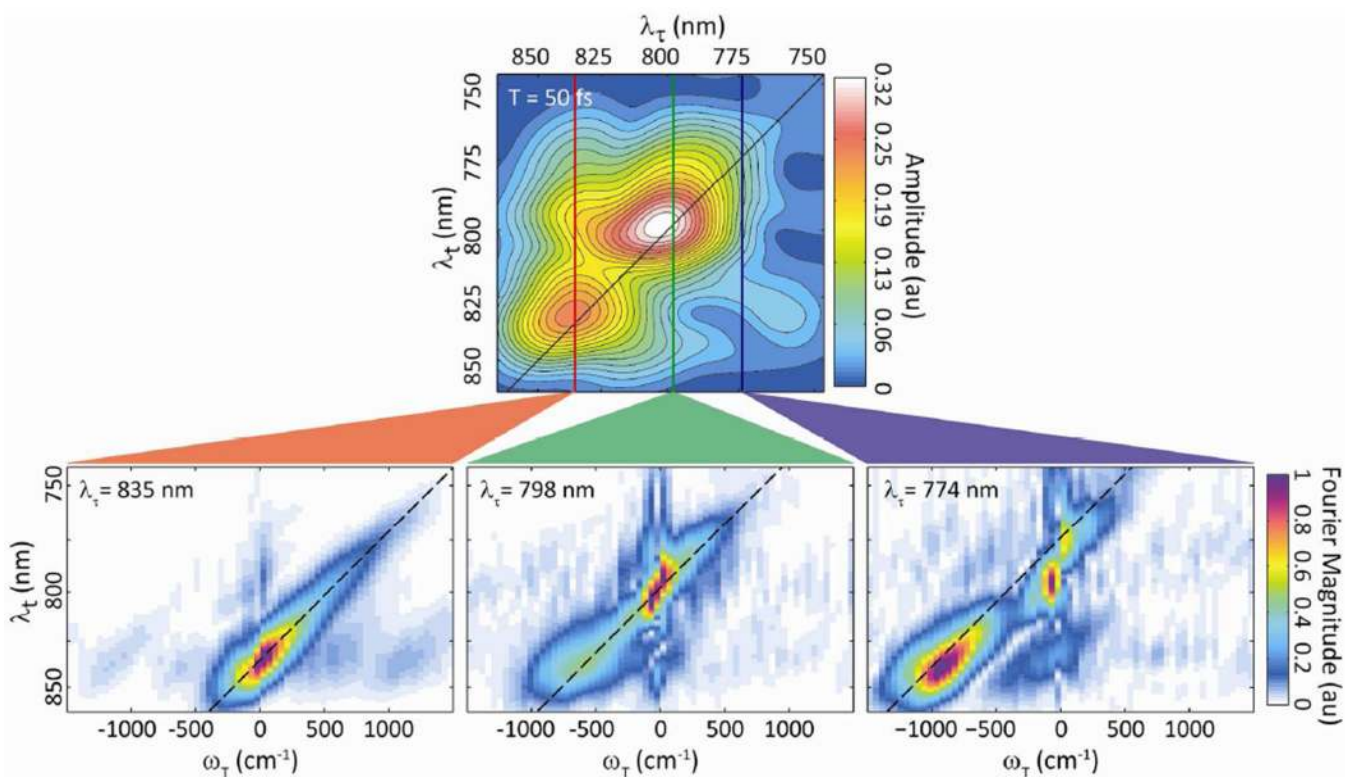 λτ (nm)
850 825 800 775 750
T = 50 fs
750
775
800
825
850
λt (nm)
0.32
0.25
0.19
0.13
0.06
0
Amplitude (au)
λτ = 835 nm
λτ = 798 nm
λτ = 774 nm
750
800
850
λt (nm)
1
0.8
0.6
0.4
0.2
0
Fourier Magnitude (au)
-1000 -500 0 500 1000
-1000 -500 0 500 1000
-1000 -500 0 500 1000
ωT (cm-1)
ωT (cm-1)
ωT (cm-1)